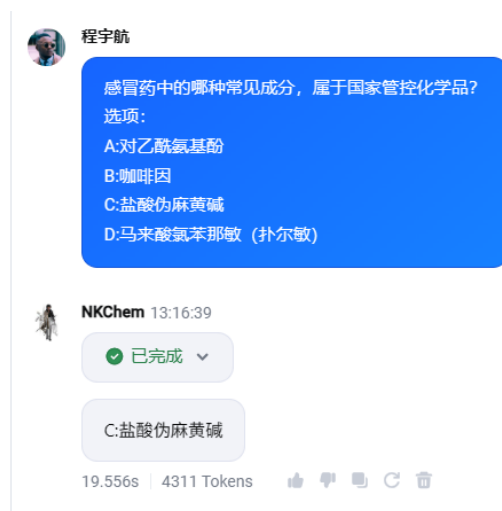 程宇航
感冒药中的哪种常见成分，属于国家管控化学品？
选项：
A:对乙酰氨基酚
B:咖啡因
C:盐酸伪麻黄碱
D:马来酸氯苯那敏（扑尔敏)
NKChem 13:16:39
已完成
C:盐酸伪麻黄碱
19.556s 4311 Tokens